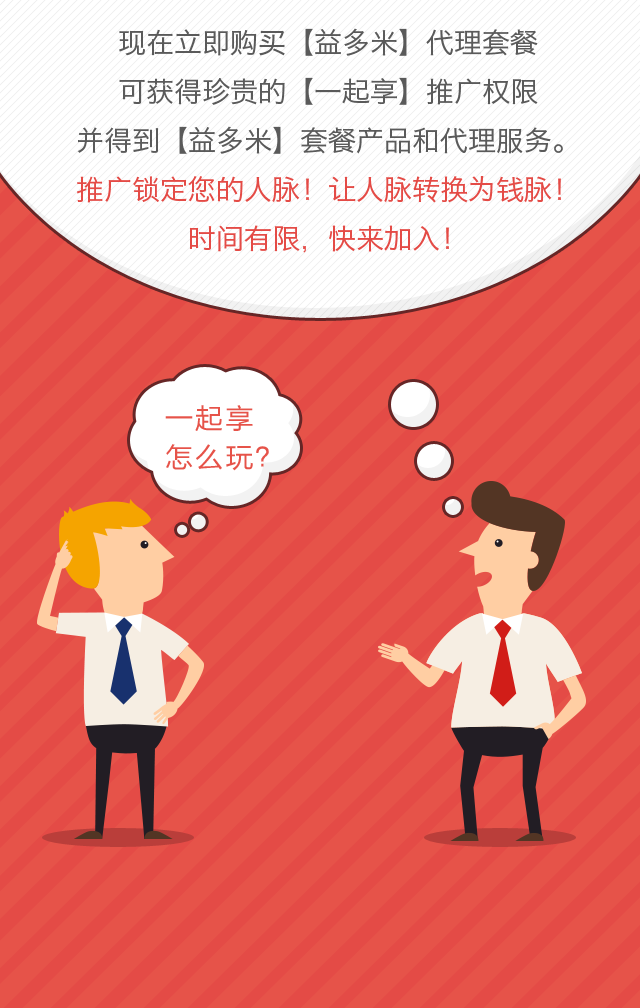 现在立即购买【益多米】代理套餐
可获得珍贵的【一起享】推广权限
并得到【益多米】套餐产品和代理服务。
推广锁定您的人脉！让人脉转换为钱脉！
时间有限，快来加入！
一起享
怎么玩?